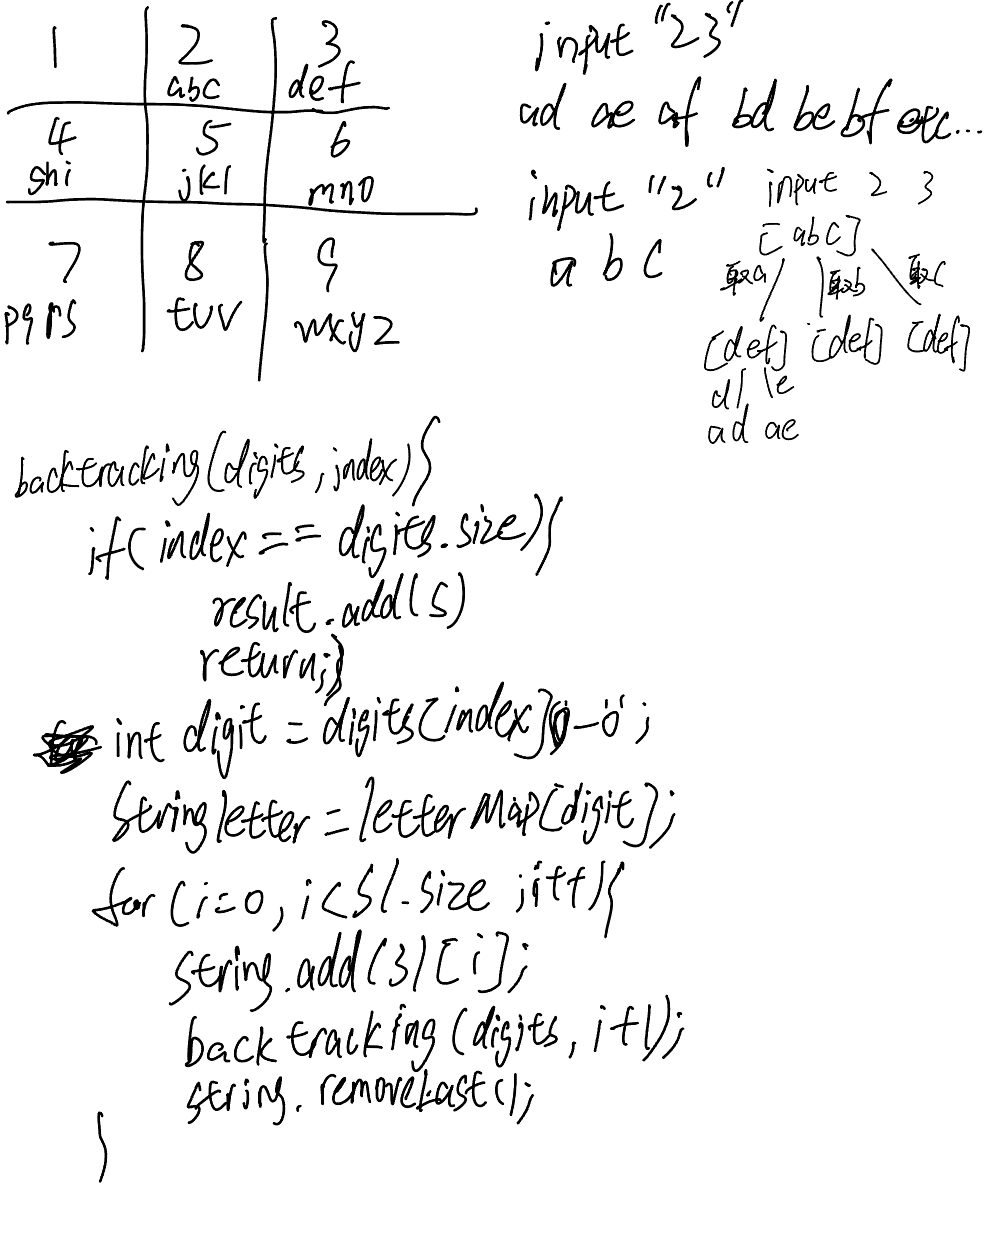 1 2 3
abc def
4 5 6
shi jkl mno
7 8 9
pqrs tuv wxyz
input "23"
ad ae af bd be bf etc...
input "2"
a b c
input 2 3
[abc]
取a 取b 取c
[def] [def] [def]
d e
ad ae
backtracking(digits,index){
if(index==digits.size){
result.add(s)
return;}
int digit=digits[index]-'0';
String letter=letterMap[digit];
for(i=0,i<sl.size;i++){
string.add(3)[i];
backtracking(digits,i+1);
string.removeLast();
}